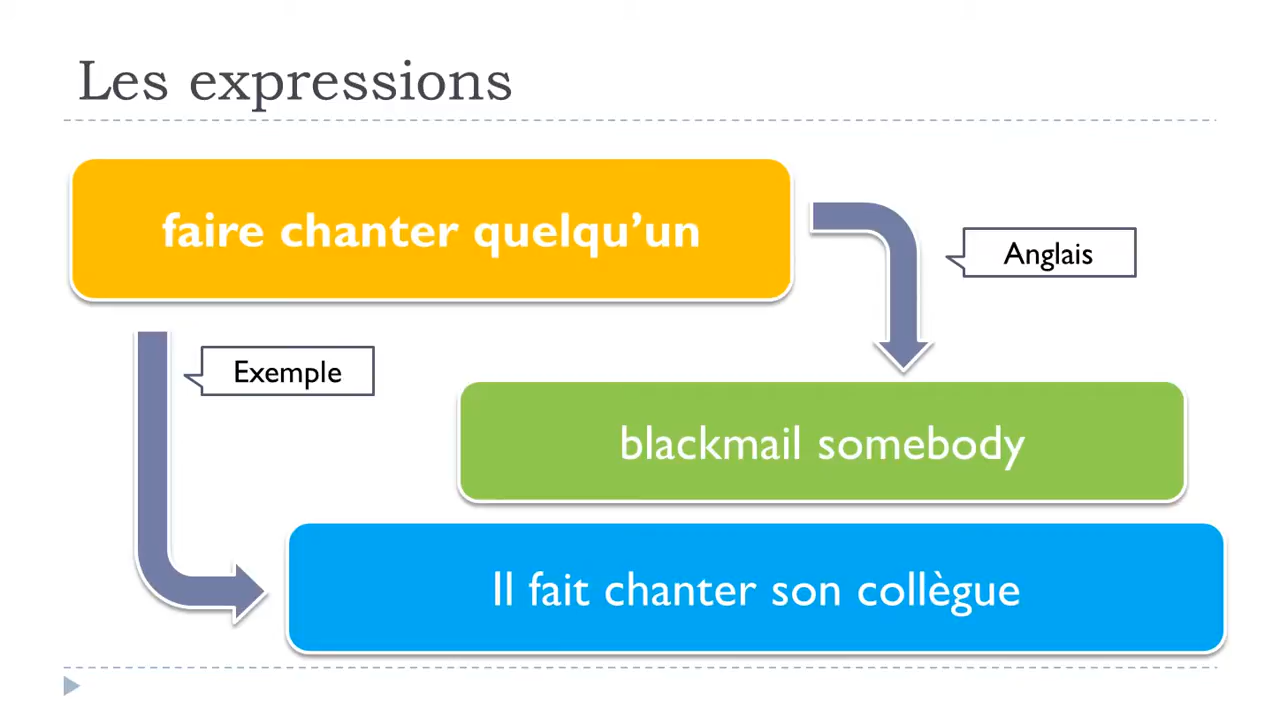 Les expressions
faire chanter quelqu’un
Anglais
Exemple
blackmail somebody
Il fait chanter son collègue